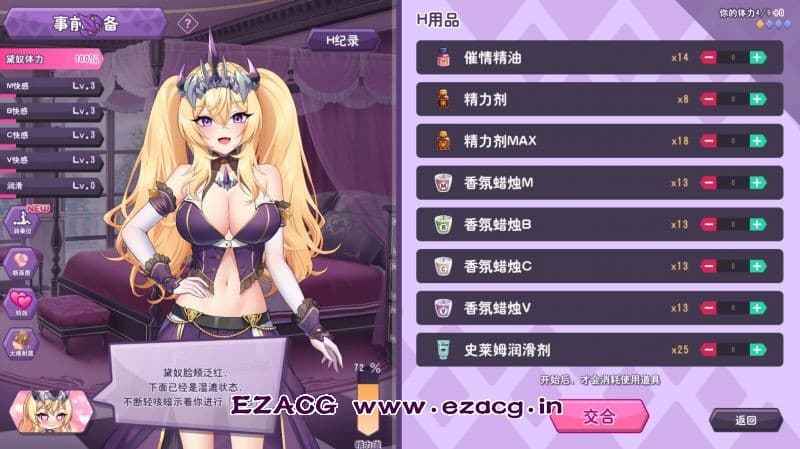 事前准备
?
H纪录
黛奴体力 100%
M快感 Lv.3
B快感 Lv.3
C快感 Lv.3
V快感 Lv.3
润滑 Lv.0
NEW
断面图
特效
黛奴脸颊泛红，
下面已经是湿漉状态，
不断轻咳暗示着你进行
72 %
精力值
H用品
你的体力4/9+0
催情精油 x14 0
精力剂 x8 0
精力剂MAX x18 0
香氛蜡烛M x13 0
香氛蜡烛B x13 0
香氛蜡烛C x13 0
香氛蜡烛V x13 0
史莱姆润滑剂 x25 0
开始后，才会消耗使用道具
交合
返回
EZACG www.ezacg.in